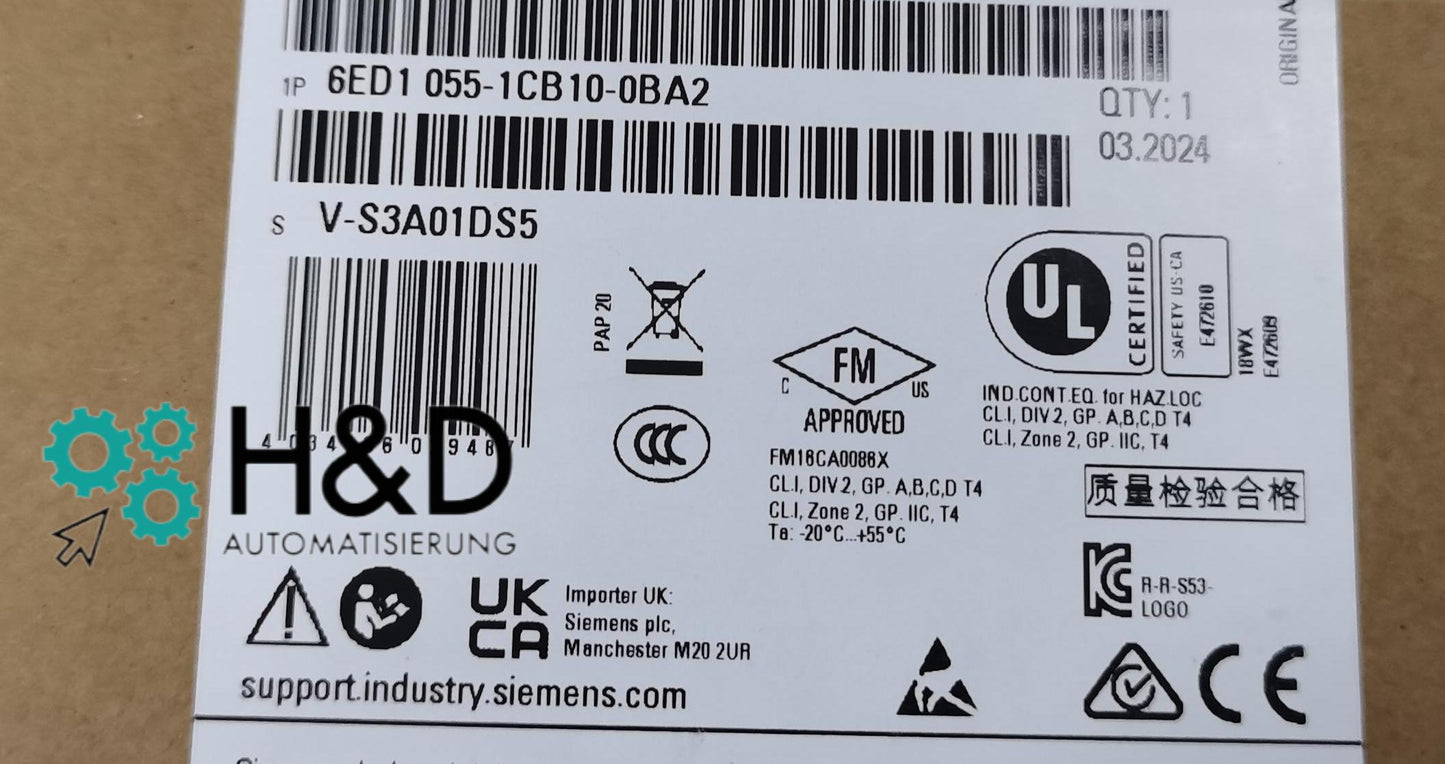 ORIGINA
1P 6ED1 055-1CB10-0BA2
QTY: 1
03.2024
S V-S3A01DS5
PAP 20
C FM US
APPROVED
FM16CA0086X
CL.I, DIV 2, GP. A,B,C,D T4
CL.I, Zone 2, GP. IIC, T4
Ta: -20°C...+55°C
UL CERTIFIED
SAFETY US-CA
E472610
18WX
E472609
IND.CONT.EQ. for HAZ.LOC
CL.I, DIV 2, GP. A,B,C,D T4
CL.I, Zone 2, GP. IIC, T4
CCC
质量检验合格
H&D
AUTOMATISIERUNG
KC R-R-S53-
LOGO
UK
CA
Importer UK:
Siemens plc,
Manchester M20 2UR
CE
support.industry.siemens.com